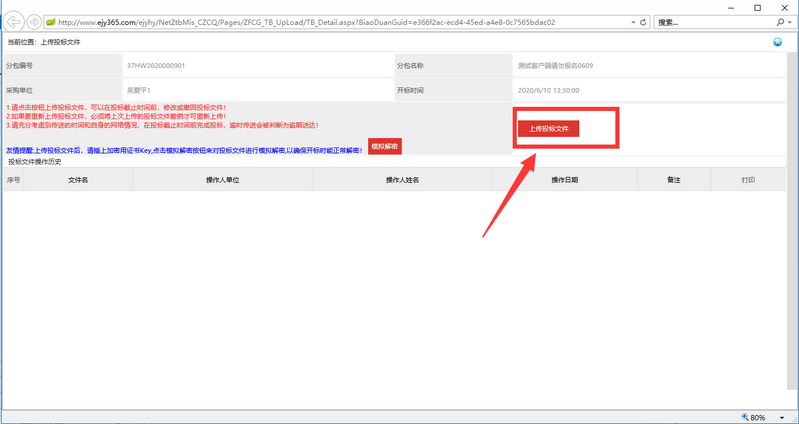 http://www.ejy365.com/ejyhy/NetZtbMis_CZCQ/Pages/ZFCG_TB_UpLoad/TB_Detail.aspx?BiaoDuanGuid=e366f2ac-ecd4-45ed-a4e8-0c7565bdac02
搜索...
当前位置：上传投标文件
分包编号
37HW2020000901
分包名称
测试客户端请勿报名0609
采购单位
吴爱平1
开标时间
2020/6/10 13:30:00
1.请点击按钮上传投标文件，可以在投标截止时间前，修改或撤回投标文件！
2.如果要重新上传投标文件，必须将上次上传的投标文件撤销才可重新上传！
3.请充分考虑到传送的时间和自身的网络情况，在投标截止时间前完成投标，逾时传送会被判断为逾期送达！
上传投标文件
友情提醒:上传投标文件后，请插上加密用证书Key,点击模拟解密按钮来对投标文件进行模拟解密,以确保开标时能正常解密！
模拟解密
投标文件操作历史
序号
文件名
操作人单位
操作人姓名
操作日期
备注
打印
80%